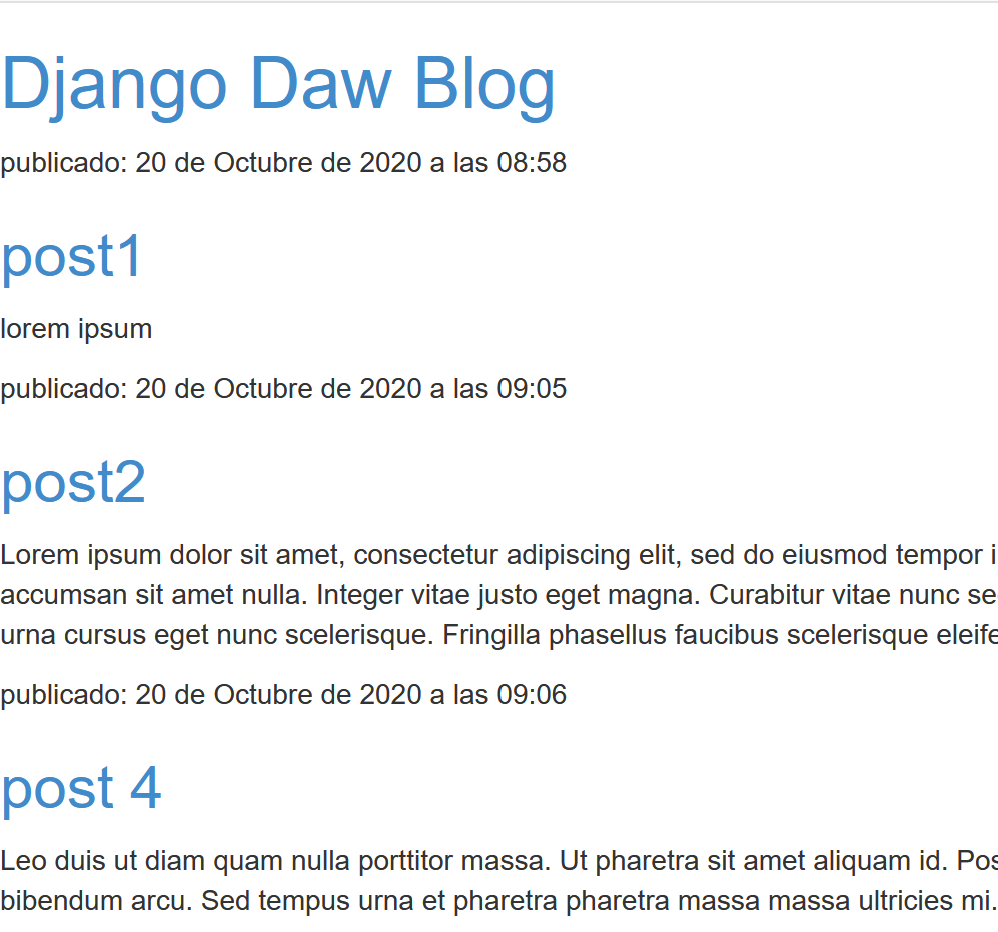 Django Daw Blog
publicado: 20 de Octubre de 2020 a las 08:58
post1
lorem ipsum
publicado: 20 de Octubre de 2020 a las 09:05
post2
Lorem ipsum dolor sit amet, consectetur adipiscing elit, sed do eiusmod tempor
accumsan sit amet nulla. Integer vitae justo eget magna. Curabitur vitae nunc
urna cursus eget nunc scelerisque. Fringilla phasellus faucibus scelerisque
publicado: 20 de Octubre de 2020 a las 09:06
post 4
Leo duis ut diam quam nulla porttitor massa. Ut pharetra sit amet aliquam id.
bibendum arcu. Sed tempus urna et pharetra pharetra massa massa ultricies mi.